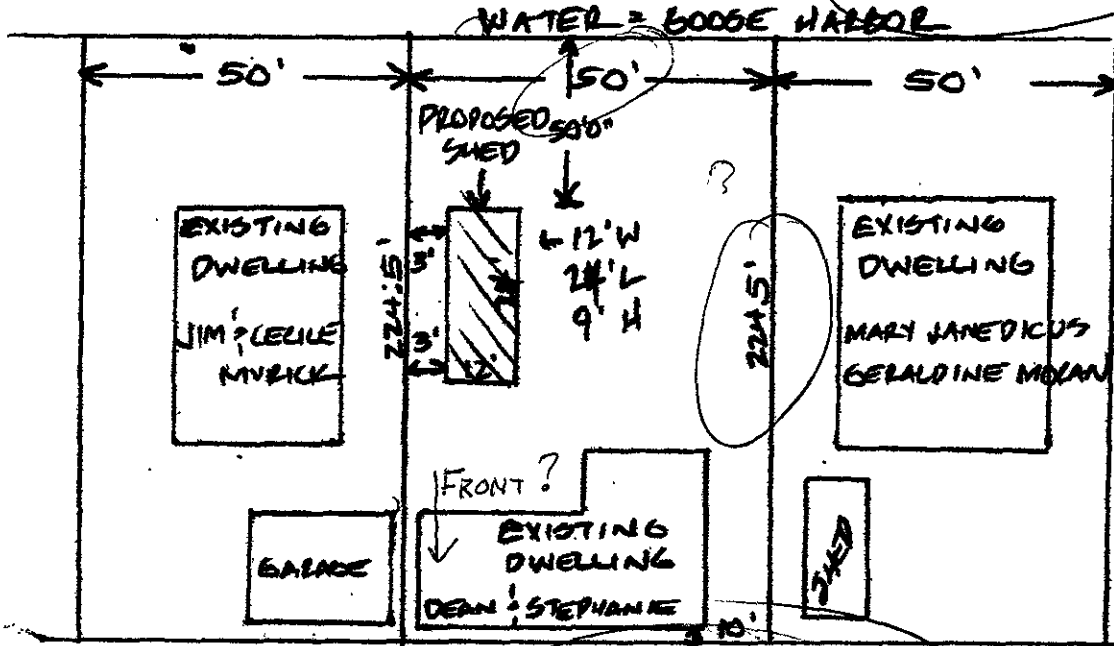 WATER = GOOSE HARBOR
50'
50'
50'
PROPOSED
SHED
50'0"
?
EXISTING
DWELLING
JIM & CECILE
MYRICK
224.5'
3'
3'
12'
12' W
L
9' H
224.5'
EXISTING
DWELLING
MARY JANE DICUS
GERALDINE MORAN
FRONT ?
GARAGE
EXISTING
DWELLING
DEAN & STEPHANIE
10'
SHED